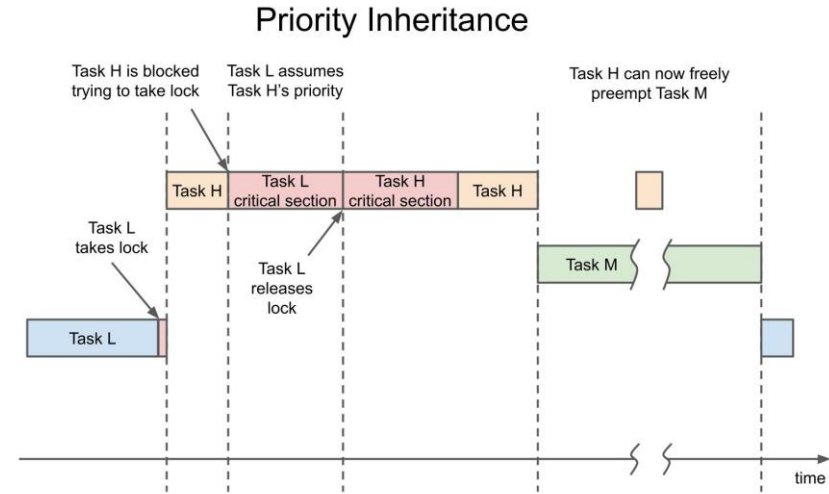 Priority Inheritance
Task H is blocked
trying to take lock
Task L assumes
Task H's priority
Task H can now freely
preempt Task M
Task H
Task L
critical section
Task H
critical section
Task H
Task L
takes lock
Task L
releases
lock
Task M
Task L
time